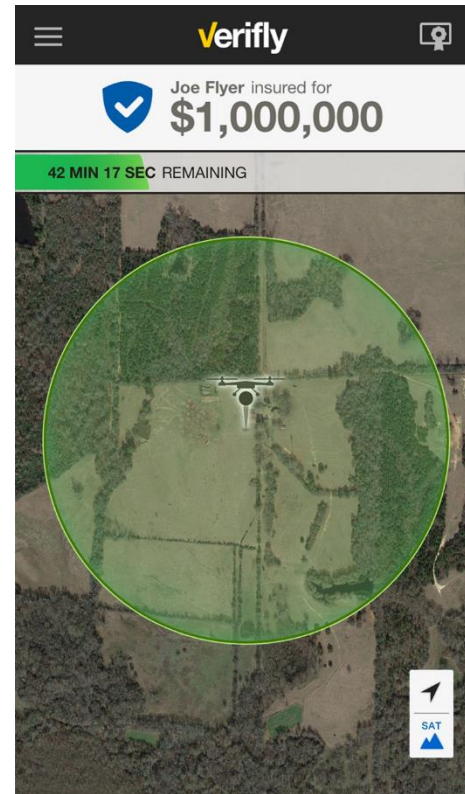 Verifly
Joe Flyer insured for
$1,000,000
42 MIN 17 SEC REMAINING
SAT